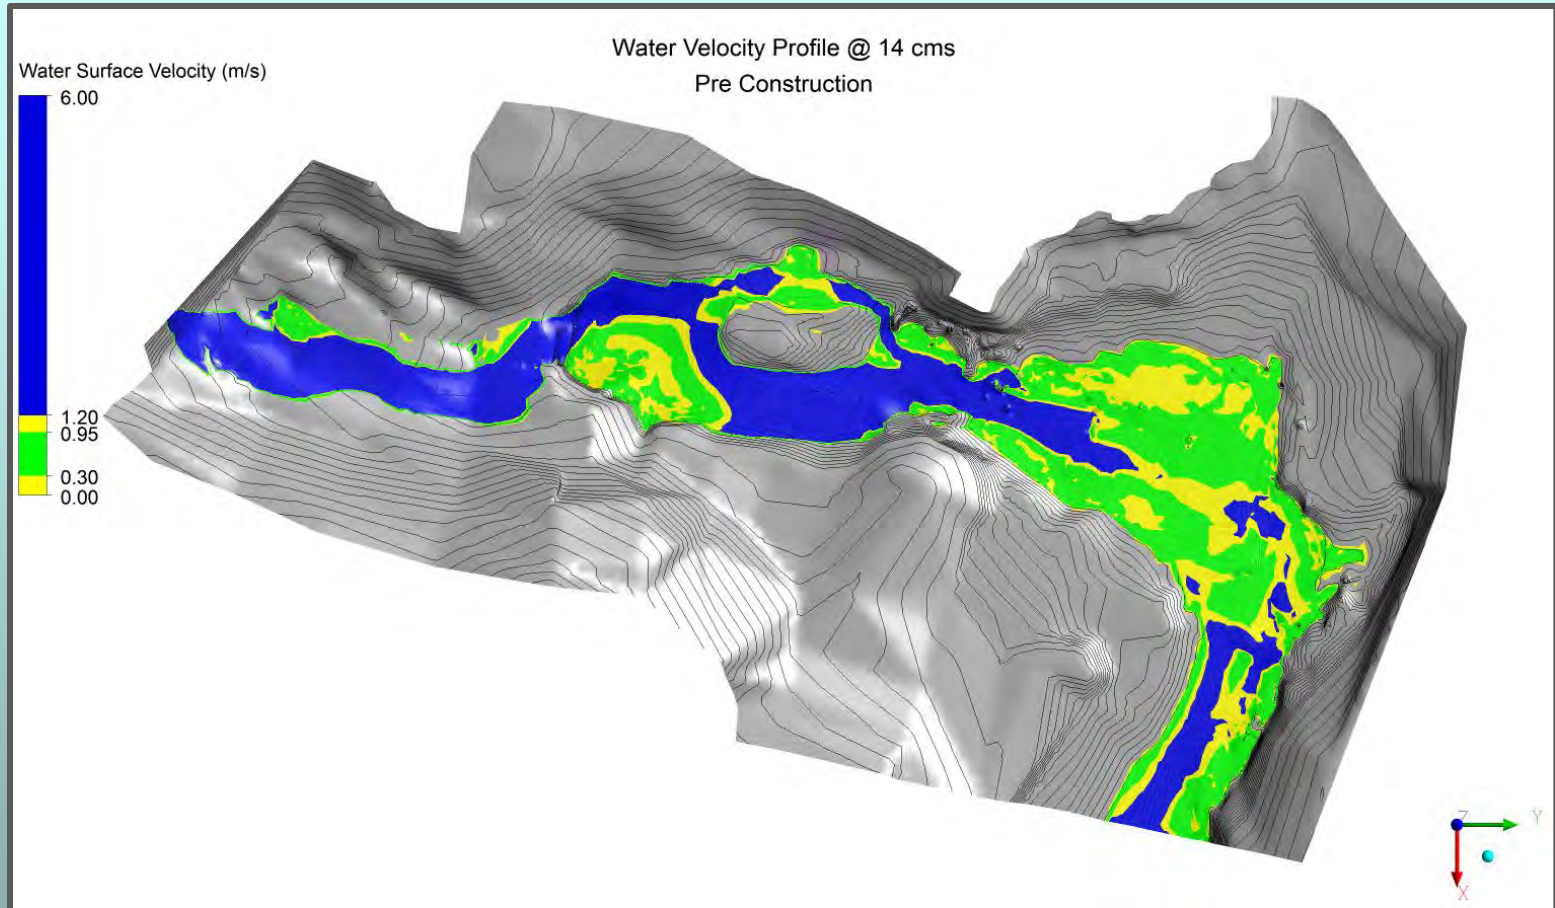 Water Velocity Profile @ 14 cms
Pre Construction
Water Surface Velocity (m/s)
6.00
1.20
0.95
0.30
0.00
Z
Y
X